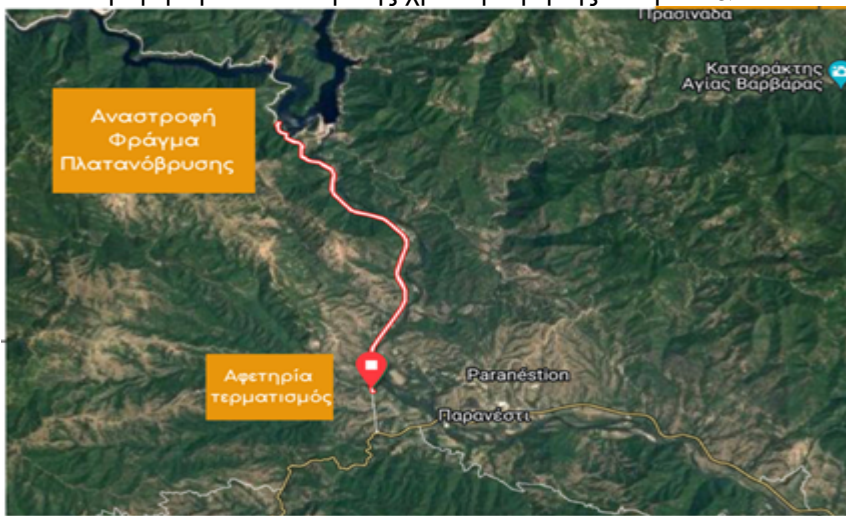 Πρασινάδα
Καταρράκτης
Αγίας Βαρβάρας
Αναστροφή
Φράγμα
Πλατανόβρυσης
Αφετηρία
τερματισμός
Paranéstion
Παρανέστι